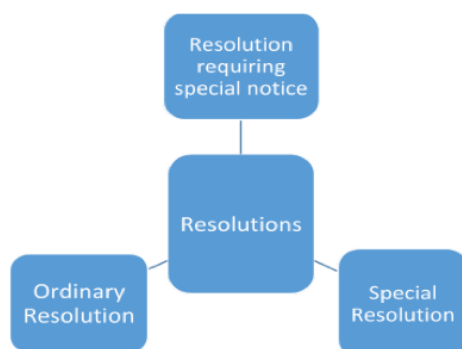 Resolution
requiring
special notice
Resolutions
Ordinary
Resolution
Special
Resolution